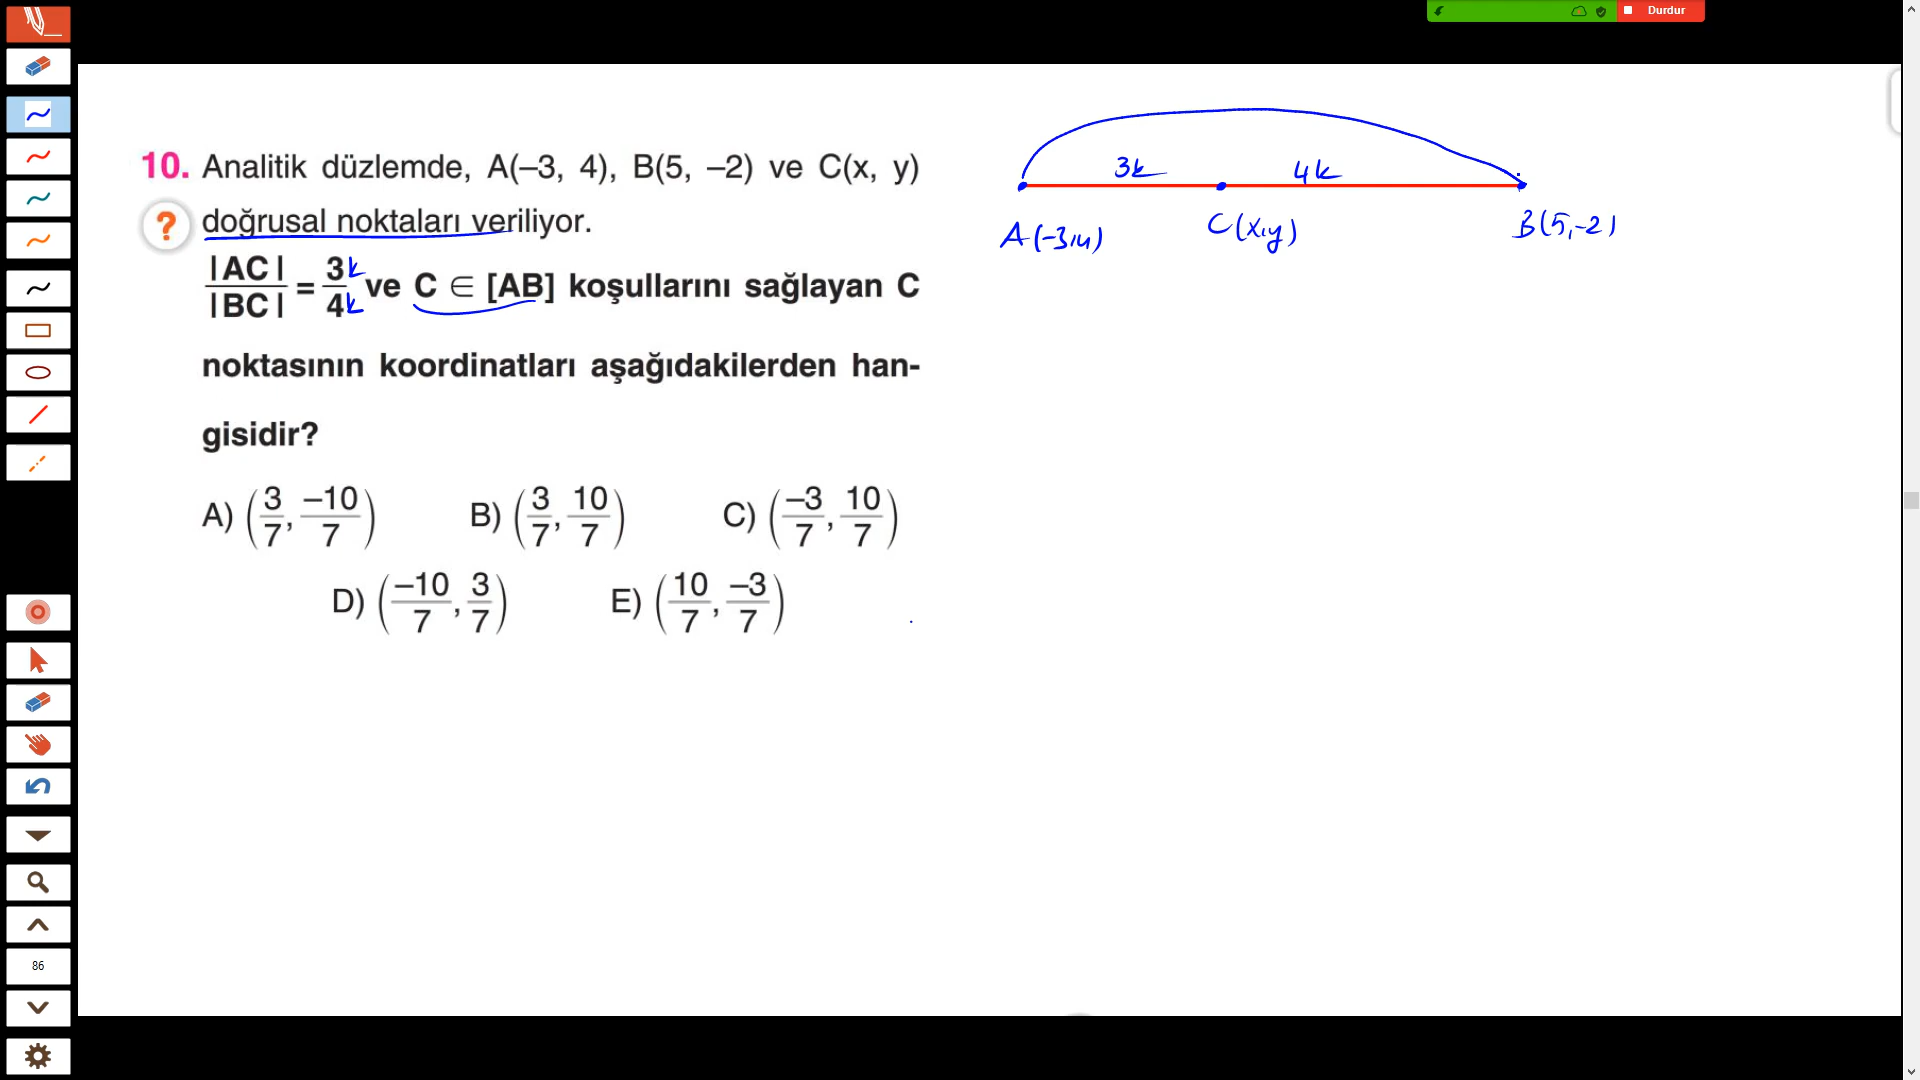 Durdur
10. Analitik düzlemde, A(–3, 4), B(5, –2) ve C(x, y)
? doğrusal noktaları veriliyor.
|AC| / |BC| = 3k / 4k ve C ∈ [AB] koşullarını sağlayan C
noktasının koordinatları aşağıdakilerden han-
gisidir?
A) (3/7, –10/7) B) (3/7, 10/7) C) (–3/7, 10/7)
D) (–10/7, 3/7) E) (10/7, –3/7)
3k 4k
A(-3,4) C(x,y) B(5,-2)
86